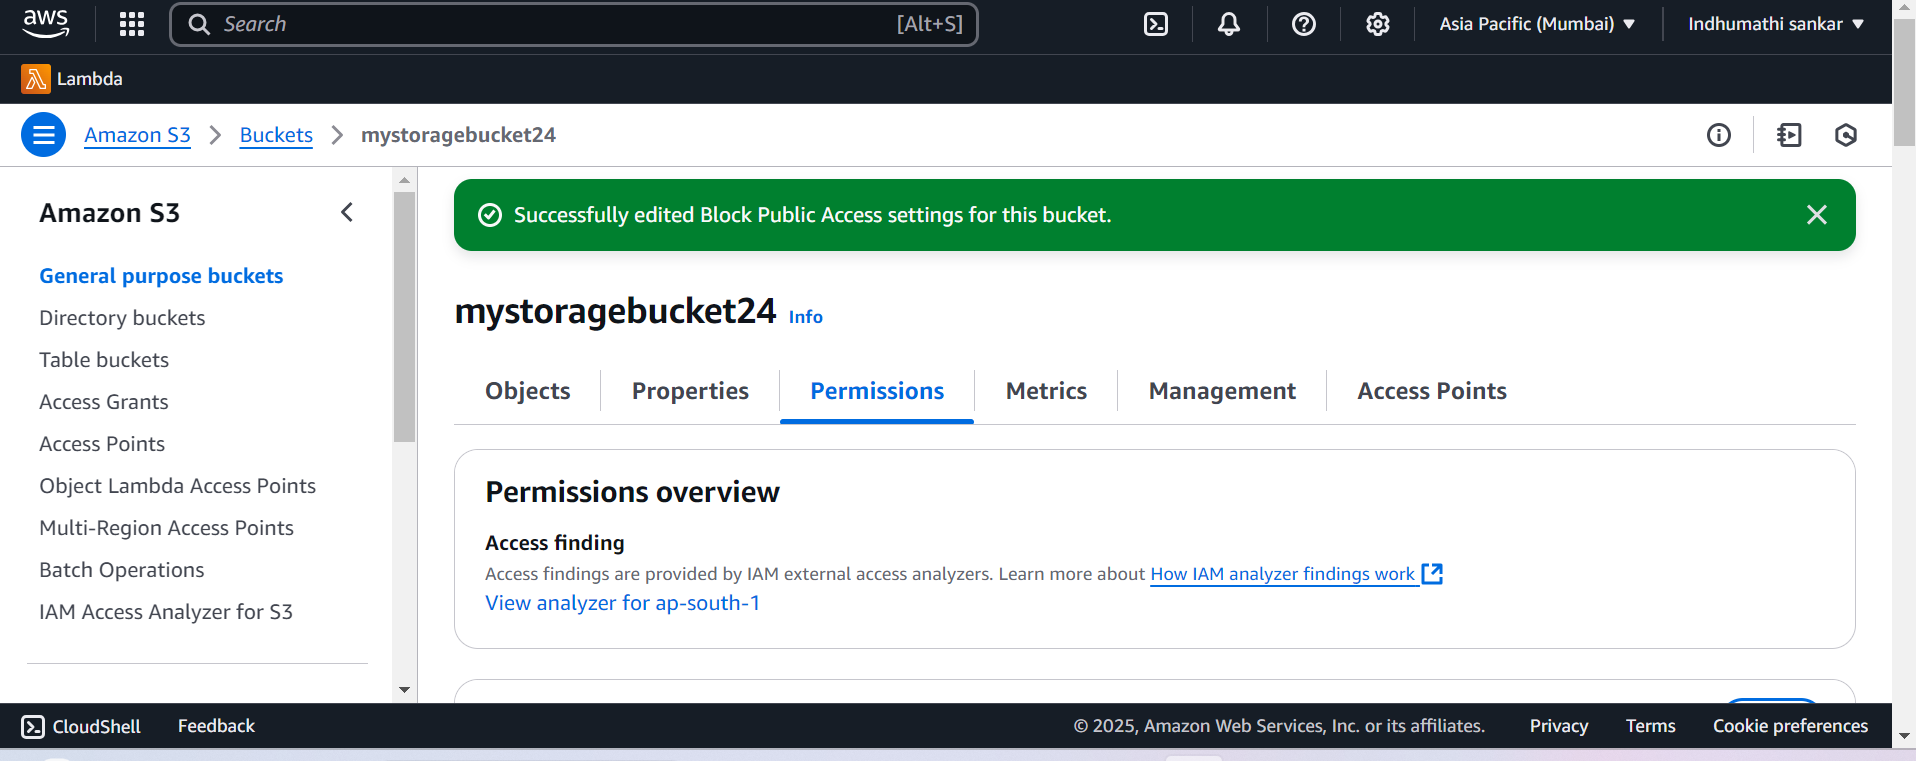 aws
Search [Alt+S]
Asia Pacific (Mumbai)
Indhumathi sankar
Lambda
Amazon S3 > Buckets > mystoragebucket24
Amazon S3
General purpose buckets
Directory buckets
Table buckets
Access Grants
Access Points
Object Lambda Access Points
Multi-Region Access Points
Batch Operations
IAM Access Analyzer for S3
Successfully edited Block Public Access settings for this bucket.
mystoragebucket24 Info
Objects Properties Permissions Metrics Management Access Points
Permissions overview
Access finding
Access findings are provided by IAM external access analyzers. Learn more about How IAM analyzer findings work
View analyzer for ap-south-1
CloudShell Feedback © 2025, Amazon Web Services, Inc. or its affiliates. Privacy Terms Cookie preferences